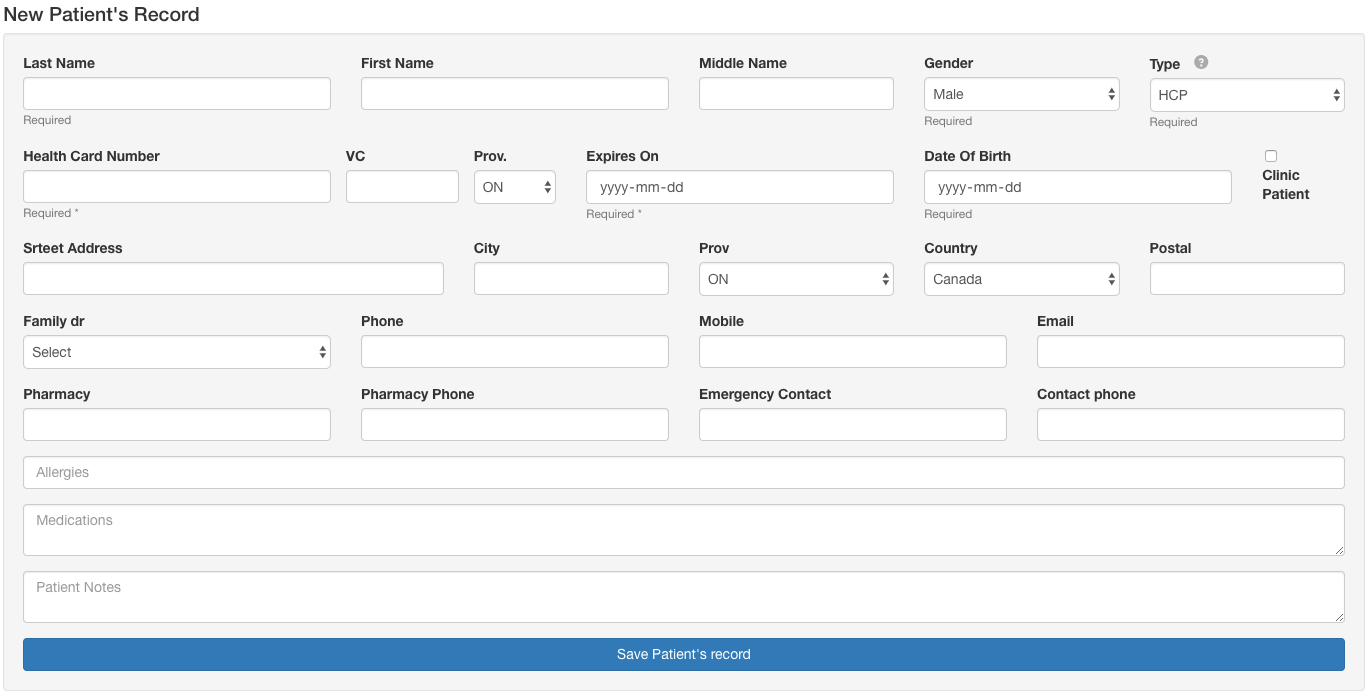 New Patient's Record
Last Name First Name Middle Name Gender Type ?
Male HCP
Required Required Required
Health Card Number VC Prov. Expires On Date Of Birth
ON yyyy-mm-dd yyyy-mm-dd Clinic
Patient
Required * Required * Required
Srteet Address City Prov Country Postal
ON Canada
Family dr Phone Mobile Email
Select
Pharmacy Pharmacy Phone Emergency Contact Contact phone
Allergies
Medications
Patient Notes
Save Patient's record